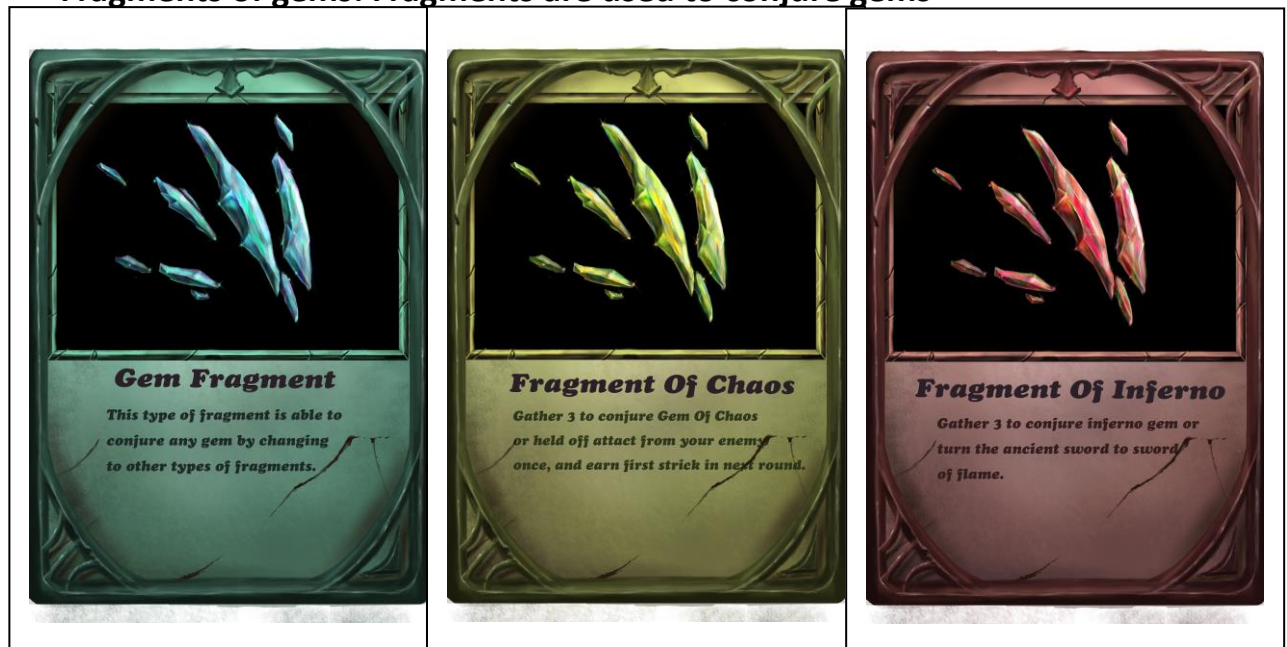 Fragments of gems. Fragments are used to conjure gems
Gem Fragment
This type of fragment is able to
conjure any gem by changing
to other types of fragments.
Fragment Of Chaos
Gather 3 to conjure Gem Of Chaos
or held off attact from your enemy
once, and earn first strick in next round.
Fragment Of Inferno
Gather 3 to conjure inferno gem or
turn the ancient sword to sword
of flame.